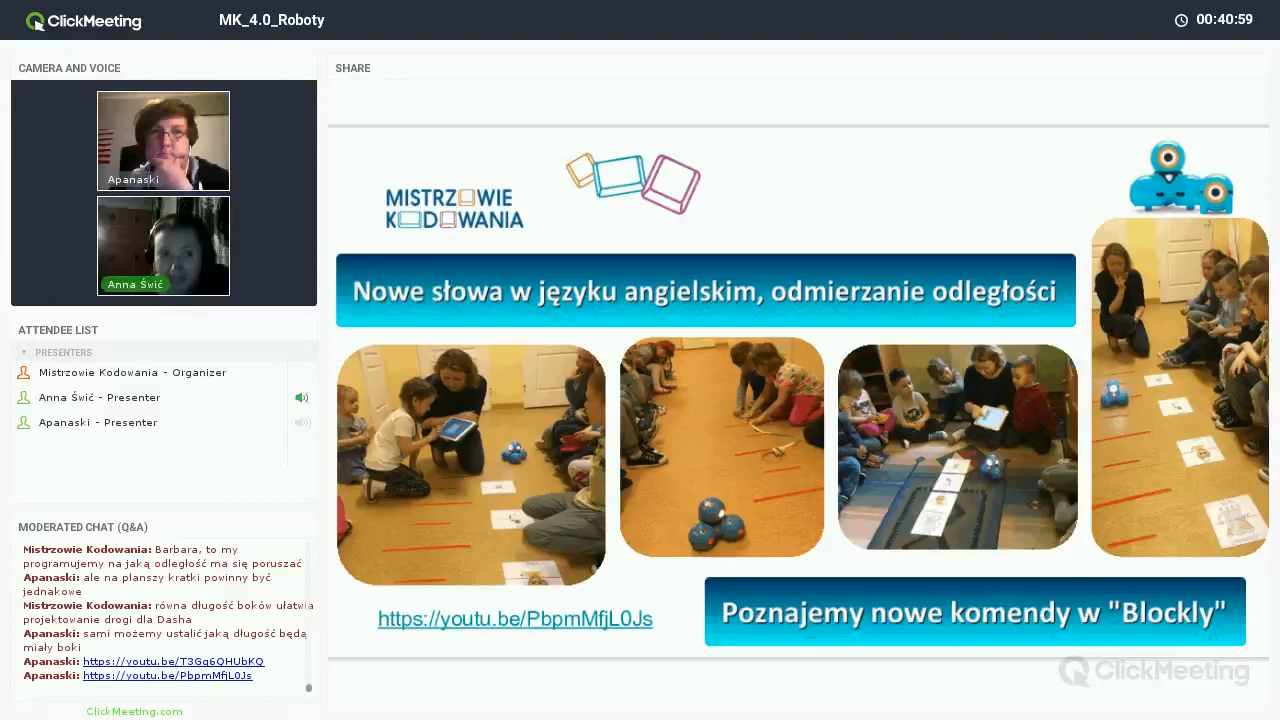 ClickMeeting
MK_4.0_Roboty
00:40:59
CAMERA AND VOICE
Apanaski
Anna Świć
ATTENDEE LIST
PRESENTERS
Mistrzowie Kodowania - Organizer
Anna Świć - Presenter
Apanaski - Presenter
MODERATED CHAT (Q&A)
Mistrzowie Kodowania: Barbara, to my
programujemy na jaką odległość ma się poruszać
Apanaski: ale na planszy kratki powinny być
jednakowe
Mistrzowie Kodowania: równa długość boków ułatwia
projektowanie drogi dla Dasha
Apanaski: sami możemy ustalić jaką długość będą
miały boki
Apanaski: https://youtu.be/T3Gq6QHUbKQ
Apanaski: https://youtu.be/PbpmMfjL0Js
ClickMeeting.com
SHARE
MISTRZOWIE
KODOWANIA
Nowe słowa w języku angielskim, odmierzanie odległości
https://youtu.be/PbpmMfjL0Js
Poznajemy nowe komendy w "Blockly"
ClickMeeting